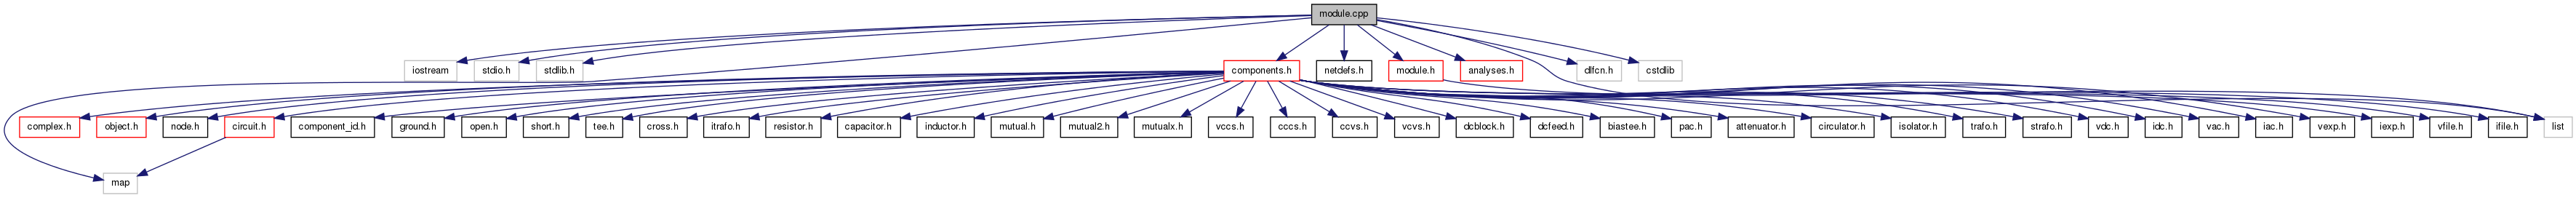 module.cpp
iostream
stdio.h
stdlib.h
components.h
netdefs.h
module.h
analyses.h
dlfcn.h
cstdlib
complex.h
object.h
node.h
circuit.h
component_id.h
ground.h
open.h
short.h
tee.h
cross.h
itrafo.h
resistor.h
capacitor.h
inductor.h
mutual.h
mutual2.h
mutualx.h
vccs.h
cccs.h
ccvs.h
vcvs.h
dcblock.h
dcfeed.h
biastee.h
pac.h
attenuator.h
circulator.h
isolator.h
trafo.h
strafo.h
vdc.h
idc.h
vac.h
iac.h
vexp.h
iexp.h
vfile.h
ifile.h
list
map